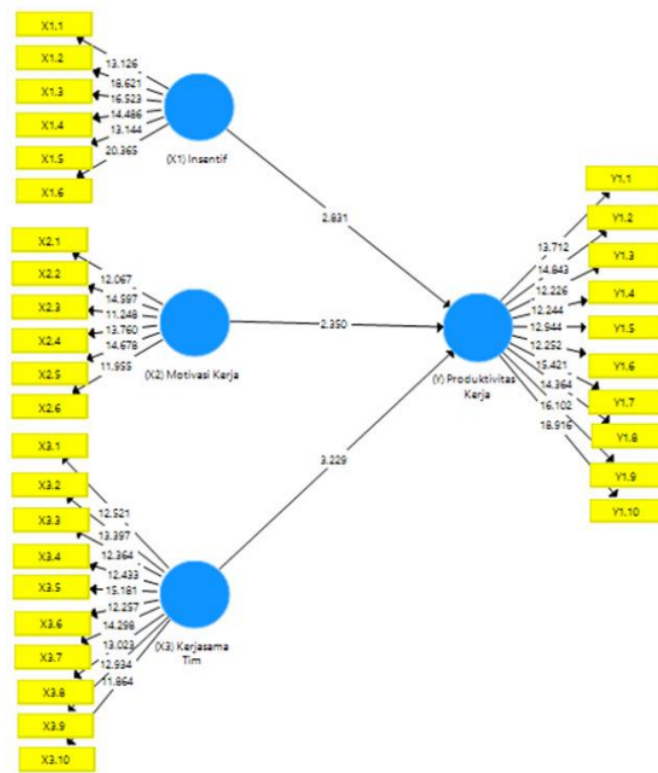 X1.1
X1.2
X1.3
X1.4
X1.5
X1.6
13.126
18.621
16.523
14.486
13.144
20.365
(X1) Insentif
2.831
X2.1
X2.2
X2.3
X2.4
X2.5
X2.6
12.067
14.597
11.248
13.760
14.678
11.955
(X2) Motivasi Kerja
2.350
X3.1
X3.2
X3.3
X3.4
X3.5
X3.6
X3.7
X3.8
X3.9
X3.10
12.521
13.397
12.364
12.433
15.181
12.257
14.298
13.023
12.934
11.864
(X3) Kerjasama
Tim
3.229
(Y) Produktivitas
Kerja
13.712
14.843
12.226
12.244
12.944
12.252
15.421
14.364
16.102
18.916
Y1.1
Y1.2
Y1.3
Y1.4
Y1.5
Y1.6
Y1.7
Y1.8
Y1.9
Y1.10